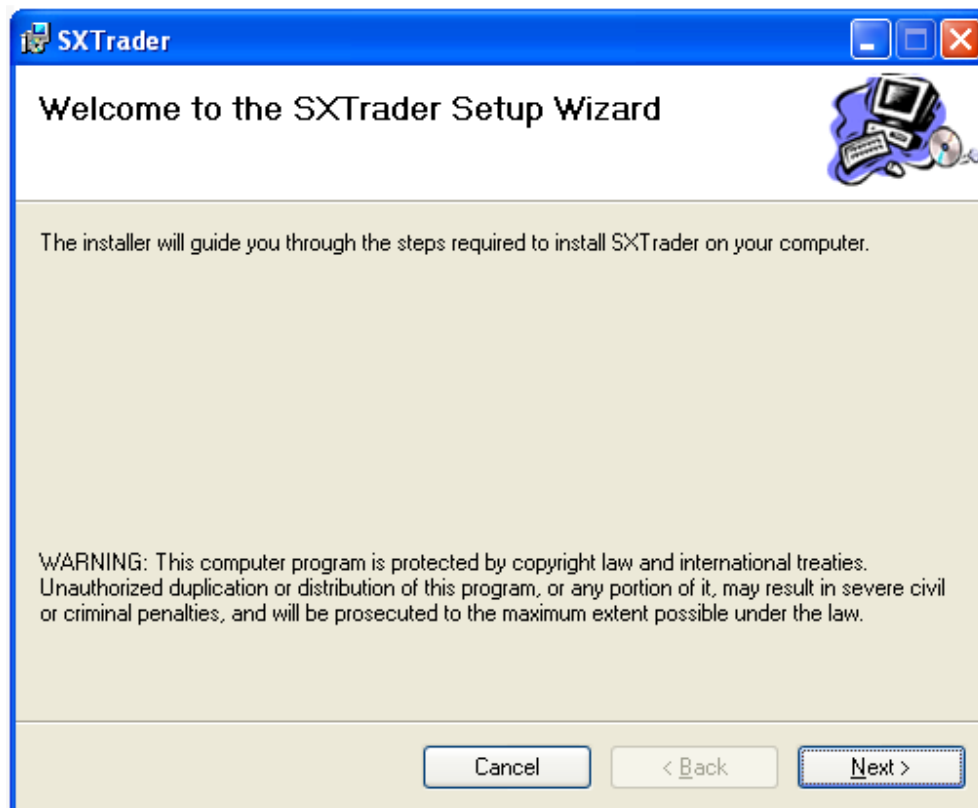 SXTrader
Welcome to the SXTrader Setup Wizard
The installer will guide you through the steps required to install SXTrader on your computer.
WARNING: This computer program is protected by copyright law and international treaties.
Unauthorized duplication or distribution of this program, or any portion of it, may result in severe civil
or criminal penalties, and will be prosecuted to the maximum extent possible under the law.
Cancel < Back Next >